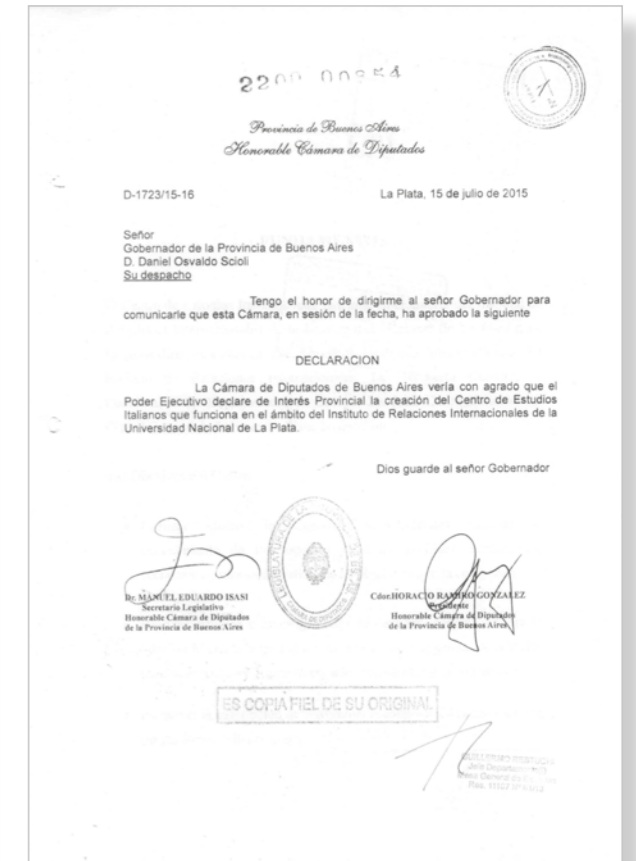 Provincia de Buenos Aires
Honorable Cámara de Diputados
D-1723/15-16
La Plata, 15 de julio de 2015
Señor
Gobernador de la Provincia de Buenos Aires
D. Daniel Osvaldo Scioli
Su despacho
Tengo el honor de dirigirme al señor Gobernador para
comunicarle que esta Cámara, en sesión de la fecha, ha aprobado la siguiente
DECLARACION
La Cámara de Diputados de Buenos Aires vería con agrado que el
Poder Ejecutivo declare de Interés Provincial la creación del Centro de Estudios
Italianos que funciona en el ámbito del Instituto de Relaciones Internacionales de la
Universidad Nacional de La Plata.
Dios guarde al señor Gobernador
Dr. MANUEL EDUARDO ISASI
Secretario Legislativo
Honorable Cámara de Diputados
de la Provincia de Buenos Aires
Cdor. HORACIO RAMIRO GONZALEZ
Presidente
Honorable Cámara de Diputados
de la Provincia de Buenos Aires
ES COPIA FIEL DE SU ORIGINAL